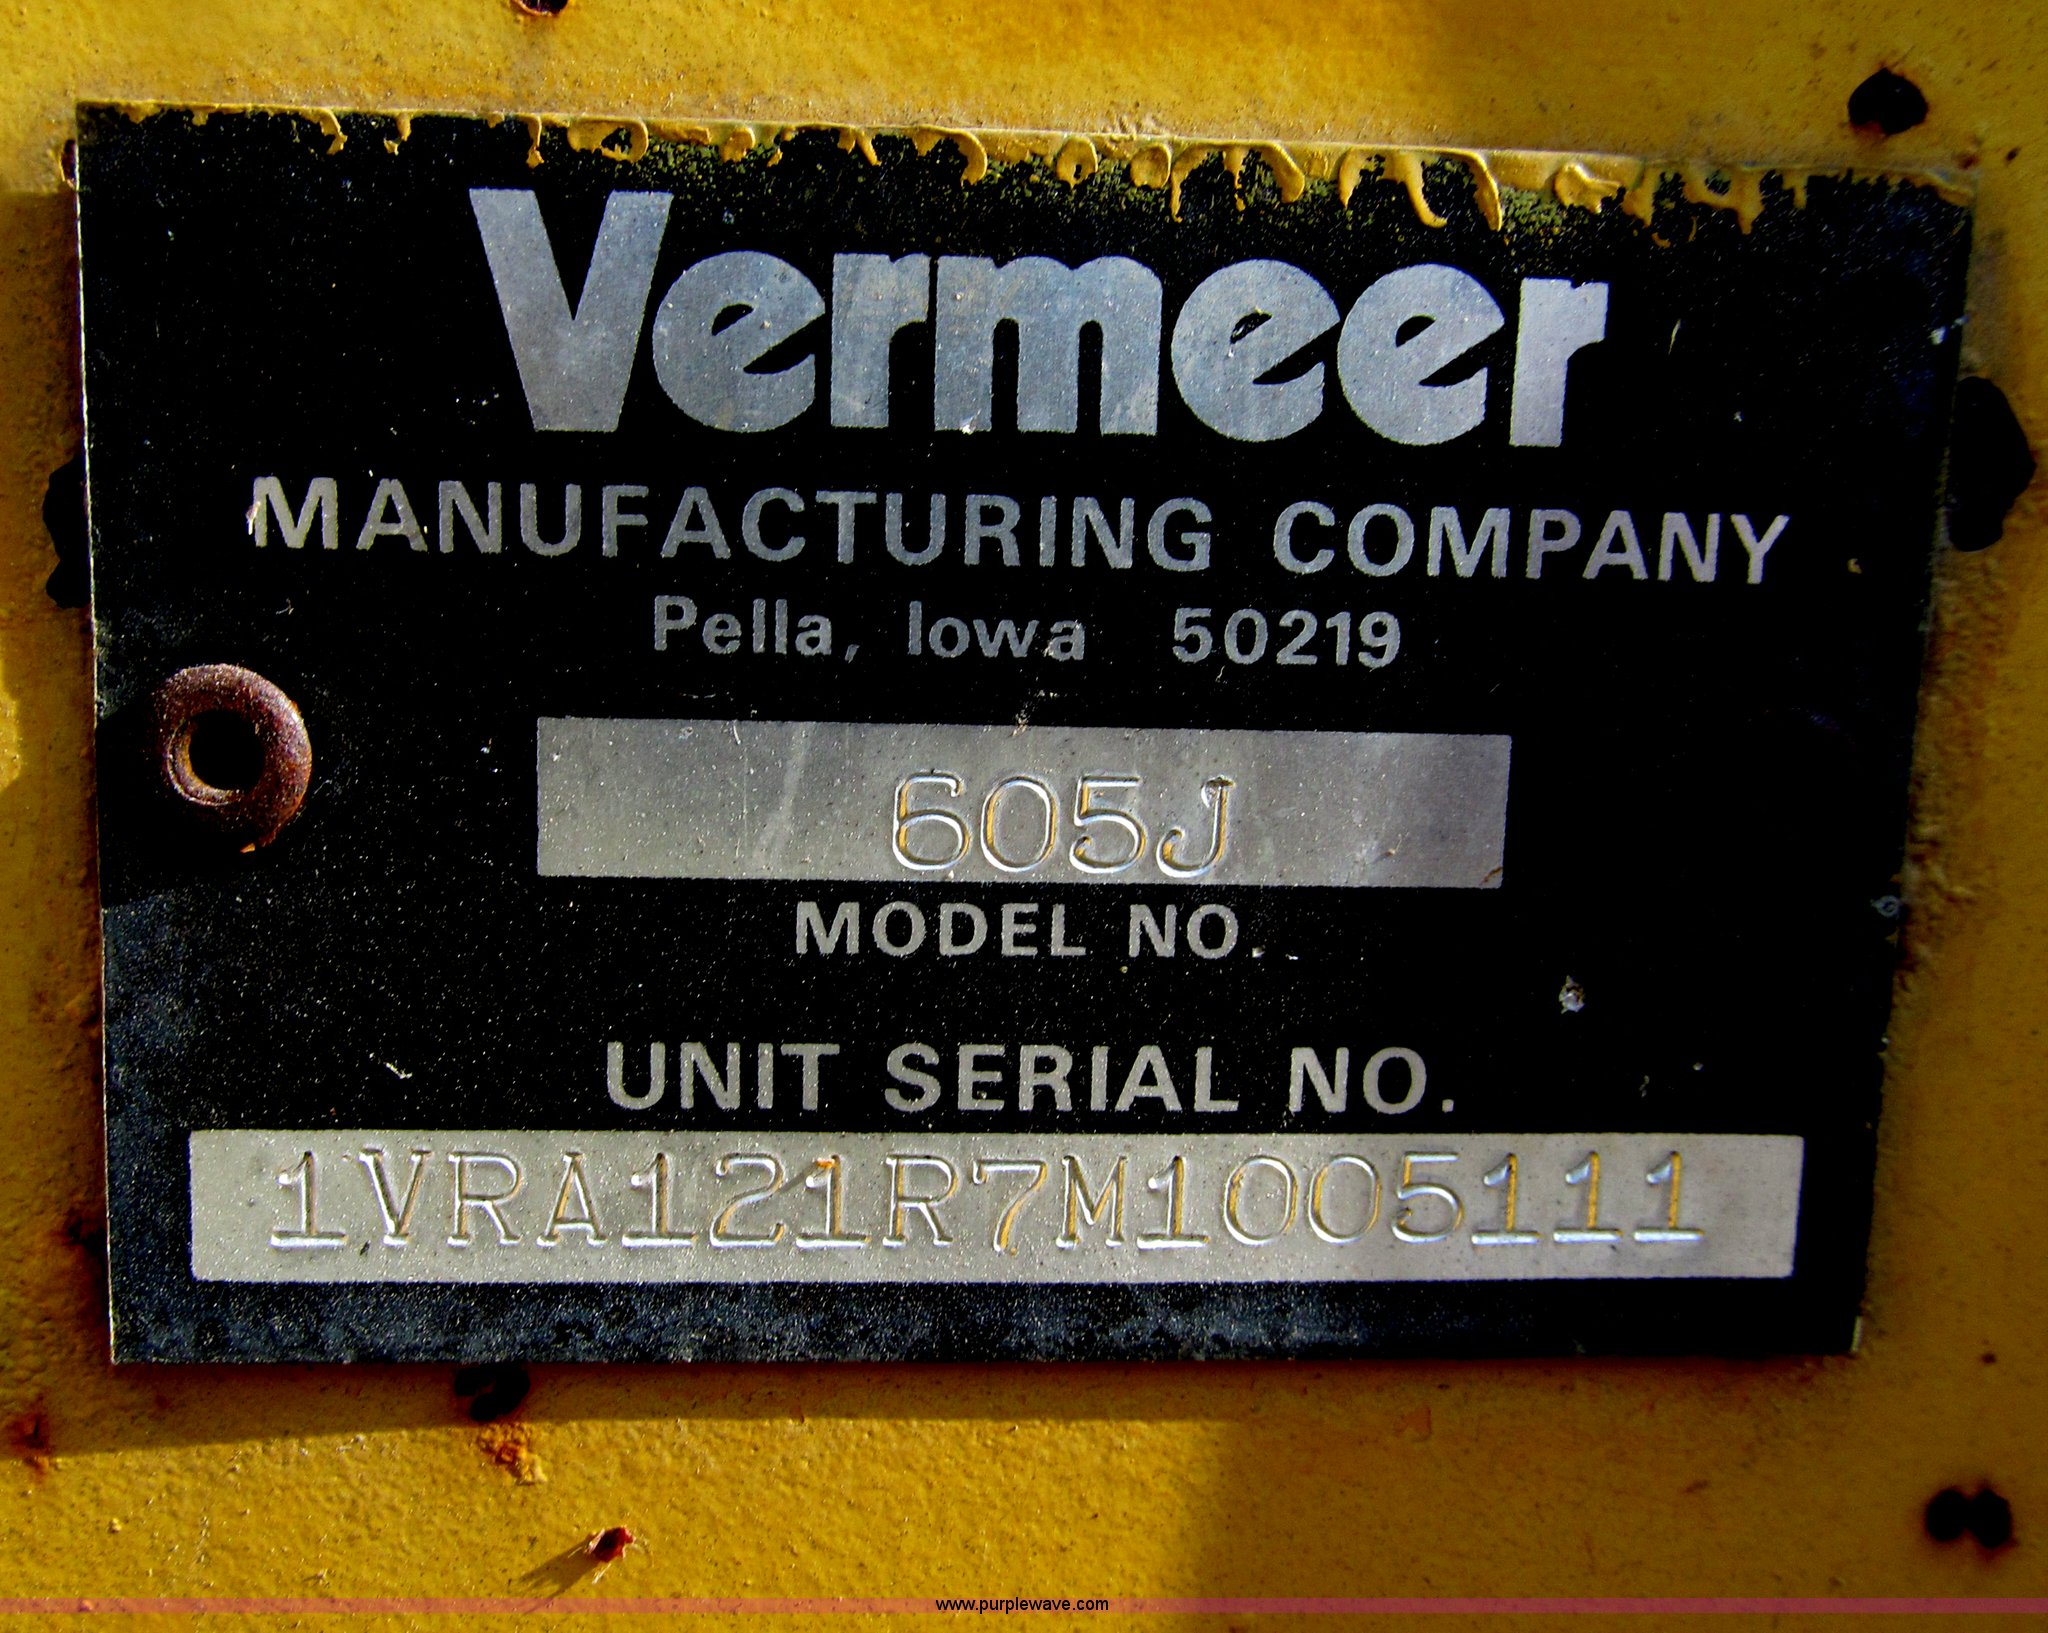 Vermeer
MANUFACTURING COMPANY
Pella, Iowa 50219
605J
MODEL NO.
UNIT SERIAL NO.
1VRA121R7M1005111
www.purplewave.com